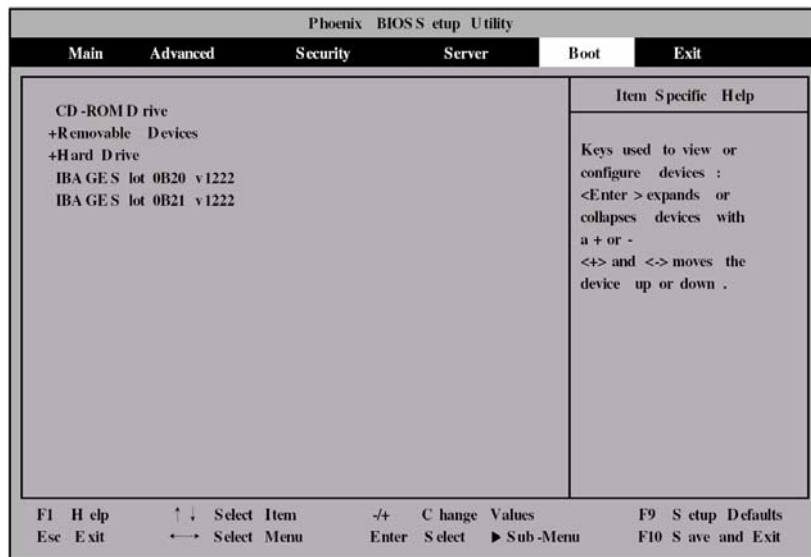 Phoenix BIOS Setup Utility
Main Advanced Security Server Boot Exit
CD-ROM Drive
+Removable Devices
+Hard Drive
IBA GE Slot 0B20 v1222
IBA GE Slot 0B21 v1222
Item Specific Help
Keys used to view or
configure devices :
<Enter > expands or
collapses devices with
a + or -
<+> and <-> moves the
device up or down .
F1 Help ↑ ↓ Select Item -/+ Change Values F9 Setup Defaults
Esc Exit ←→ Select Menu Enter Select ▶ Sub-Menu F10 Save and Exit